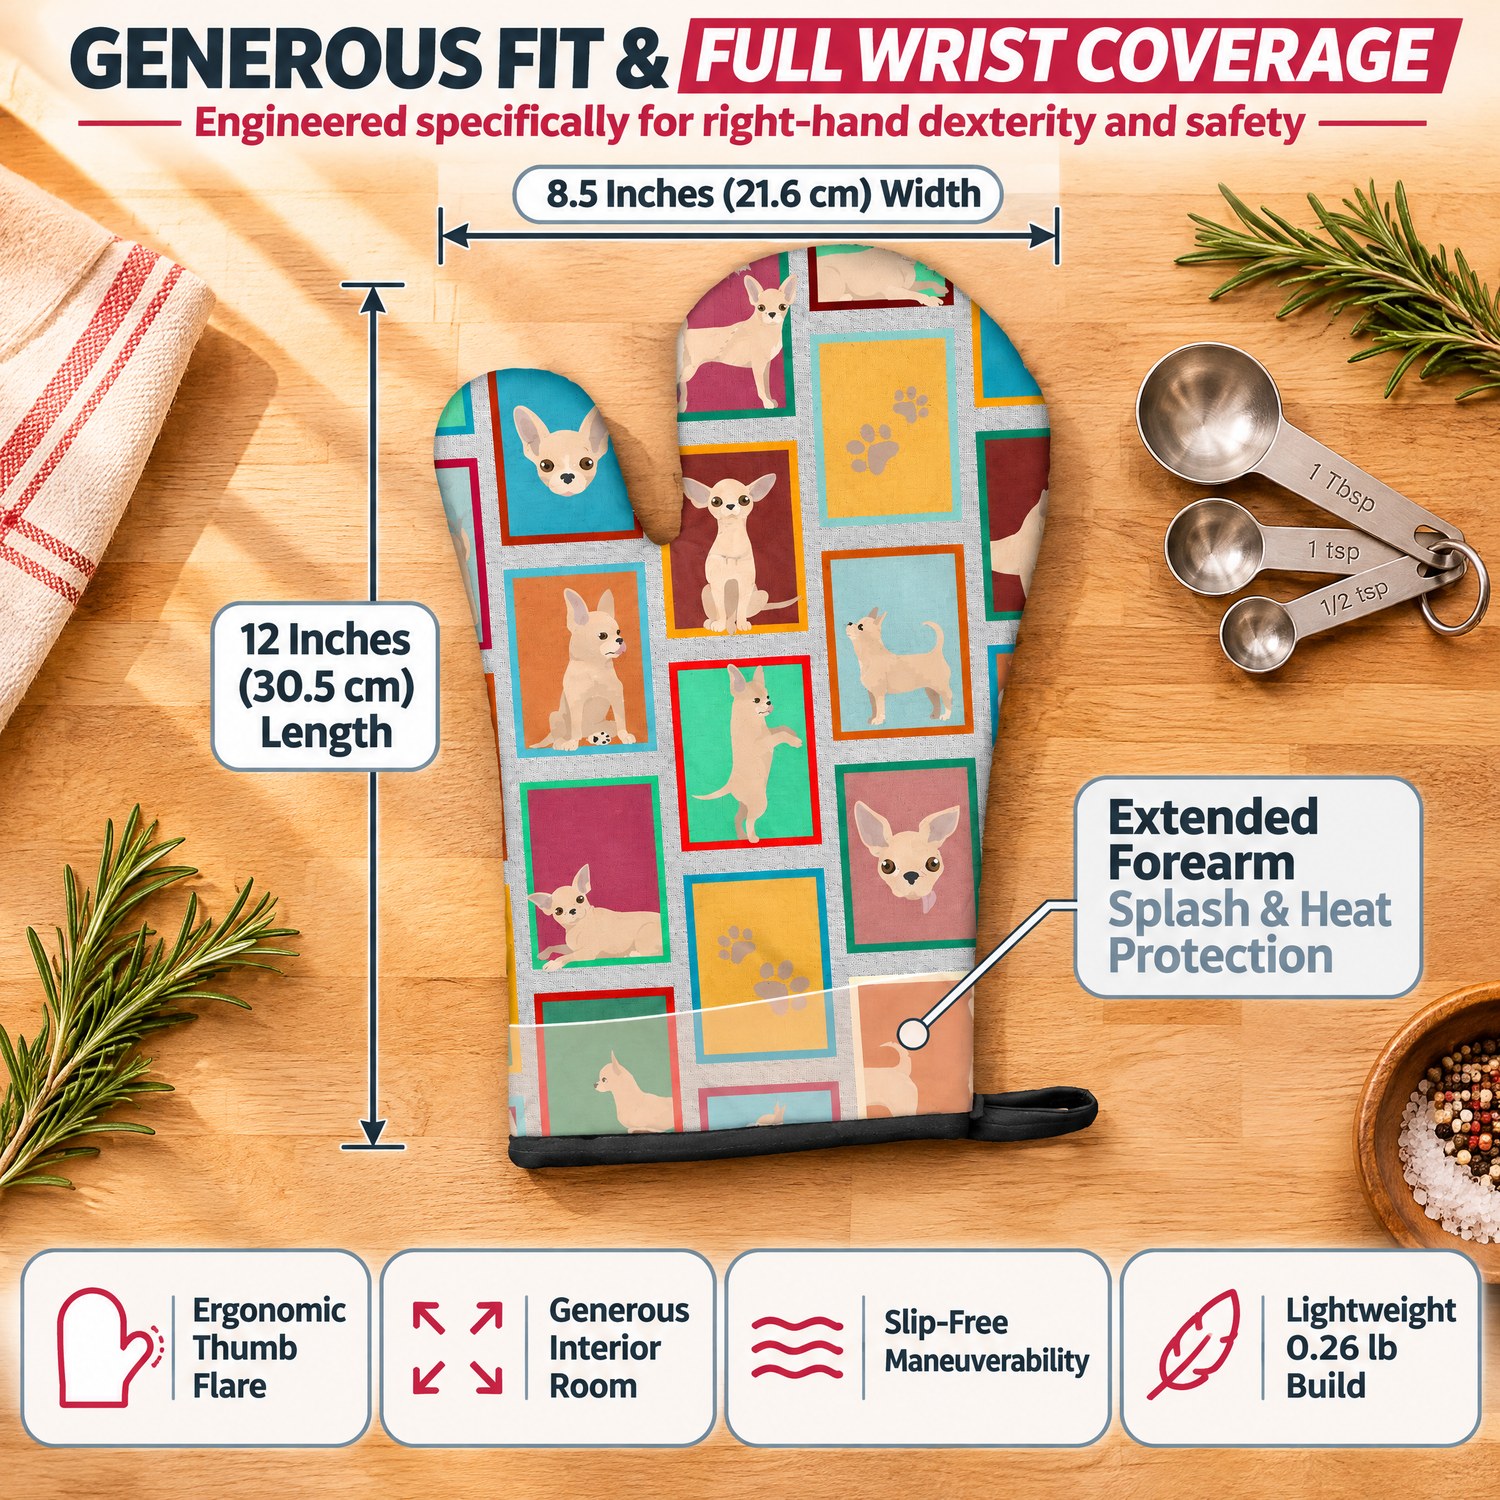 GENEROUS FIT & FULL WRIST COVERAGE
Engineered specifically for right-hand dexterity and safety
8.5 Inches (21.6 cm) Width
12 Inches
(30.5 cm)
Length
1 Tbsp
1 tsp
1/2 tsp
Extended
Forearm
Splash & Heat
Protection
Ergonomic
Thumb
Flare
Generous
Interior
Room
Slip-Free
Maneuverability
Lightweight
0.26 lb
Build